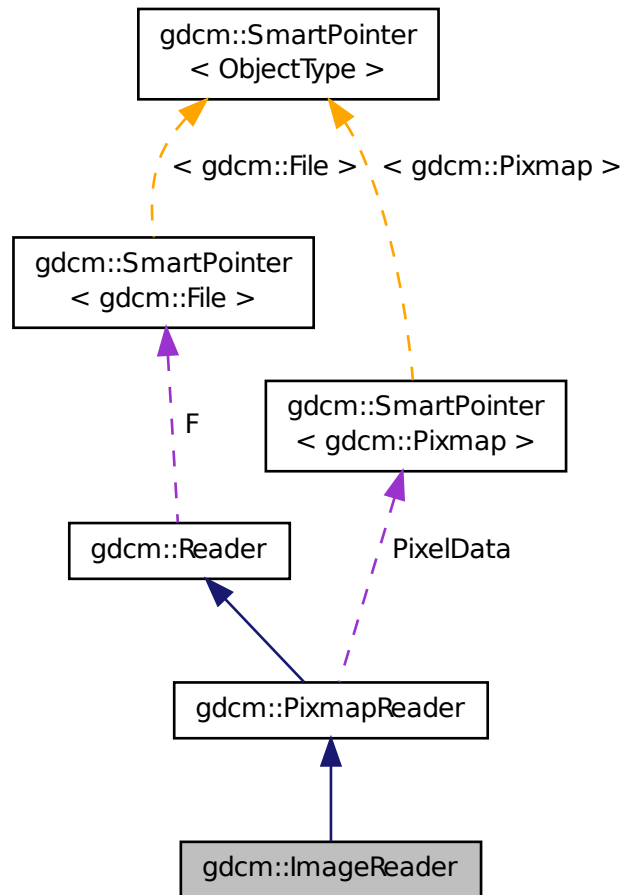 gdcm::SmartPointer
< ObjectType >
< gdcm::File >
< gdcm::Pixmap >
gdcm::SmartPointer
< gdcm::File >
gdcm::SmartPointer
< gdcm::Pixmap >
F
gdcm::Reader
PixelData
gdcm::PixmapReader
gdcm::ImageReader